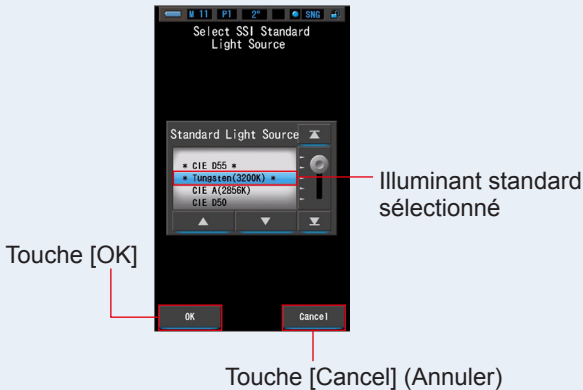 M 11 P1 2° SNG
Select SSI Standard
Light Source
Standard Light Source
* CIE D55 *
* Tungsten(3200K) *
CIE A(2856K)
CIE D50
Illuminant standard
sélectionné
Touche [OK]
OK
Cancel
Touche [Cancel] (Annuler)